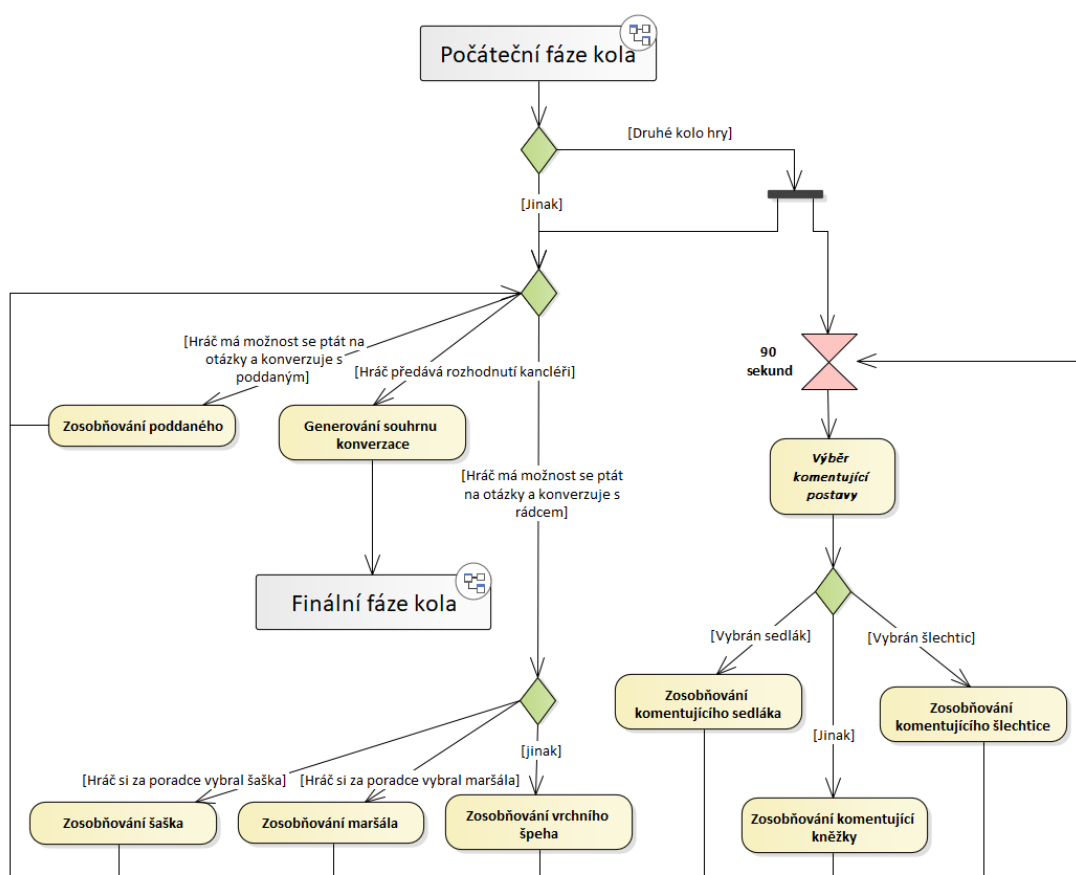 Počáteční fáze kola
[Druhé kolo hry]
[Jinak]
[Hráč má možnost se ptát na
otázky a konverzuje s
poddaným]
[Hráč předává rozhodnutí kancléři]
90
sekund
Zosobňování poddaného
Generování souhrnu
konverzace
Výběr
komentující
postavy
[Hráč má možnost se ptát
na otázky a konverzuje s
rádcem]
Finální fáze kola
[Vybrán sedlák]
[Vybrán šlechtic]
Zosobňování
komentujícího sedláka
Zosobňování
komentujícího šlechtice
[Jinak]
[jinak]
[Hráč si za poradce vybral šaška]
[Hráč si za poradce vybral maršála]
Zosobňování šaška
Zosobňování maršála
Zosobňování vrchního
špeha
Zosobňování komentující
kněžky